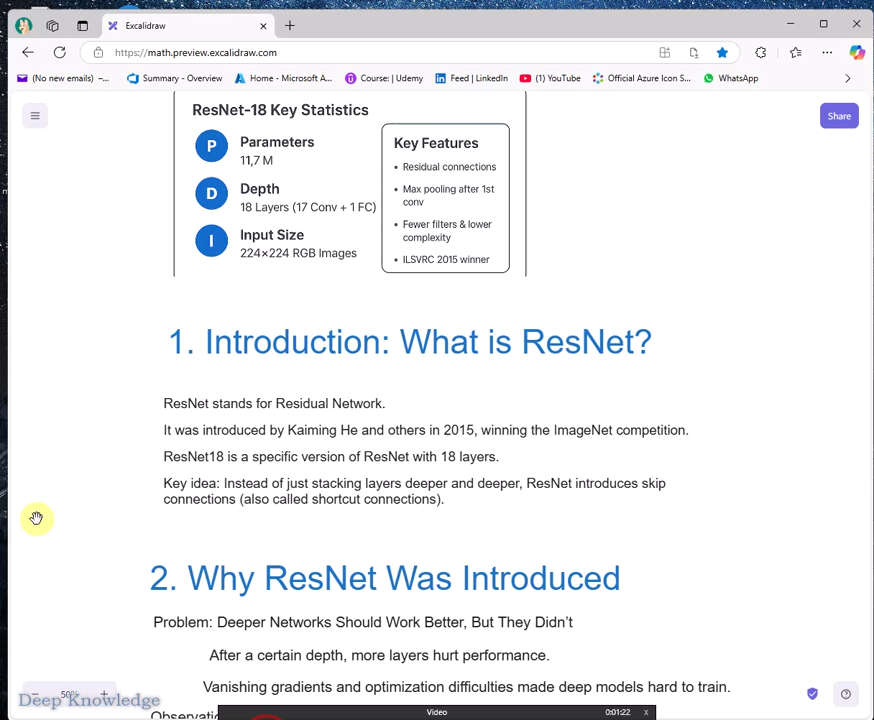 Excalidraw
https://math.preview.excalidraw.com
(No new emails) –...
Summary - Overview
Home - Microsoft A...
Course: | Udemy
Feed | LinkedIn
(1) YouTube
Official Azure Icon S...
WhatsApp
Share
ResNet-18 Key Statistics
P
Parameters
11,7 M
D
Depth
18 Layers (17 Conv + 1 FC)
I
Input Size
224×224 RGB Images
Key Features
• Residual connections
• Max pooling after 1st
conv
• Fewer filters & lower
complexity
• ILSVRC 2015 winner
1. Introduction: What is ResNet?
ResNet stands for Residual Network.
It was introduced by Kaiming He and others in 2015, winning the ImageNet competition.
ResNet18 is a specific version of ResNet with 18 layers.
Key idea: Instead of just stacking layers deeper and deeper, ResNet introduces skip
connections (also called shortcut connections).
2. Why ResNet Was Introduced
Problem: Deeper Networks Should Work Better, But They Didn't
After a certain depth, more layers hurt performance.
Vanishing gradients and optimization difficulties made deep models hard to train.
50%
Deep Knowledge
Video
0:01:22
x